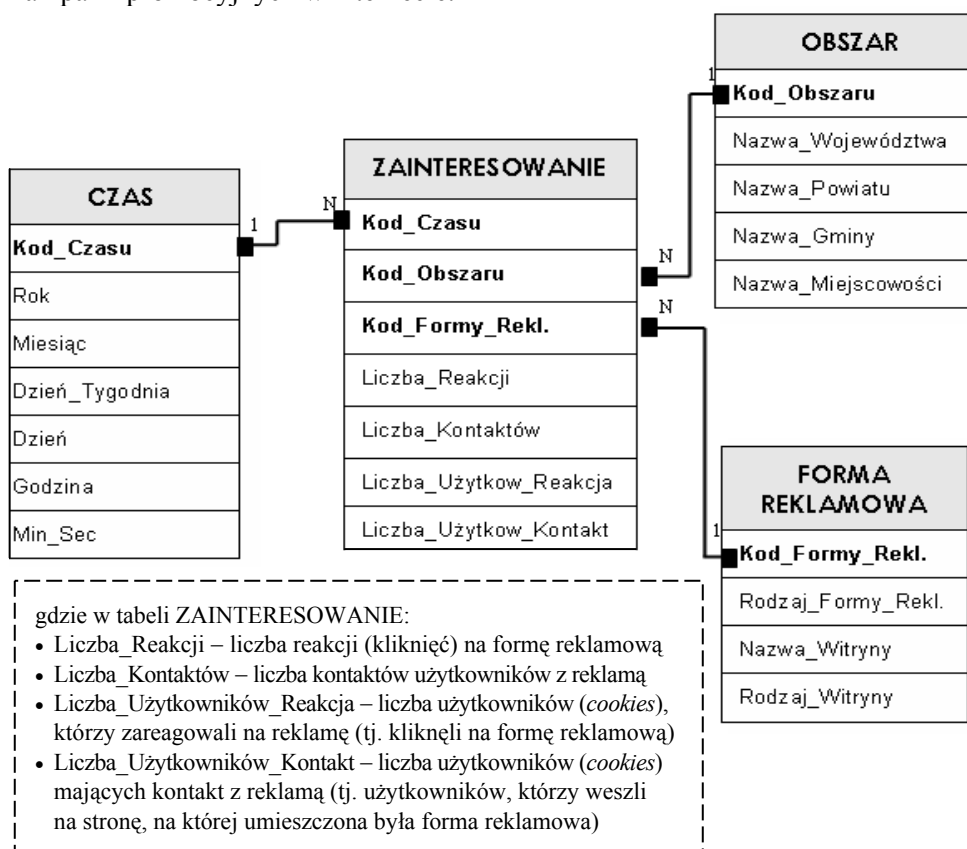 OBSZAR
Kod_Obszaru
Nazwa_Województwa
Nazwa_Powiatu
Nazwa_Gminy
Nazwa_Miejscowości
1
ZAINTERESOWANIE
Kod_Czasu
Kod_Obszaru
Kod_Formy_Rekl.
Liczba_Reakcji
Liczba_Kontaktów
Liczba_Użytkow_Reakcja
Liczba_Użytkow_Kontakt
N
N
N
CZAS
Kod_Czasu
Rok
Miesiąc
Dzień_Tygodnia
Dzień
Godzina
Min_Sec
1
FORMA
REKLAMOWA
Kod_Formy_Rekl.
Rodzaj_Formy_Rekl.
Nazwa_Witryny
Rodzaj_Witryny
1
gdzie w tabeli ZAINTERESOWANIE:
• Liczba_Reakcji – liczba reakcji (kliknięć) na formę reklamową
• Liczba_Kontaktów – liczba kontaktów użytkowników z reklamą
• Liczba_Użytkowników_Reakcja – liczba użytkowników (cookies),
którzy zareagowali na reklamę (tj. kliknęli na formę reklamową)
• Liczba_Użytkowników_Kontakt – liczba użytkowników (cookies)
mających kontakt z reklamą (tj. użytkowników, którzy weszli
na stronę, na której umieszczona była forma reklamowa)